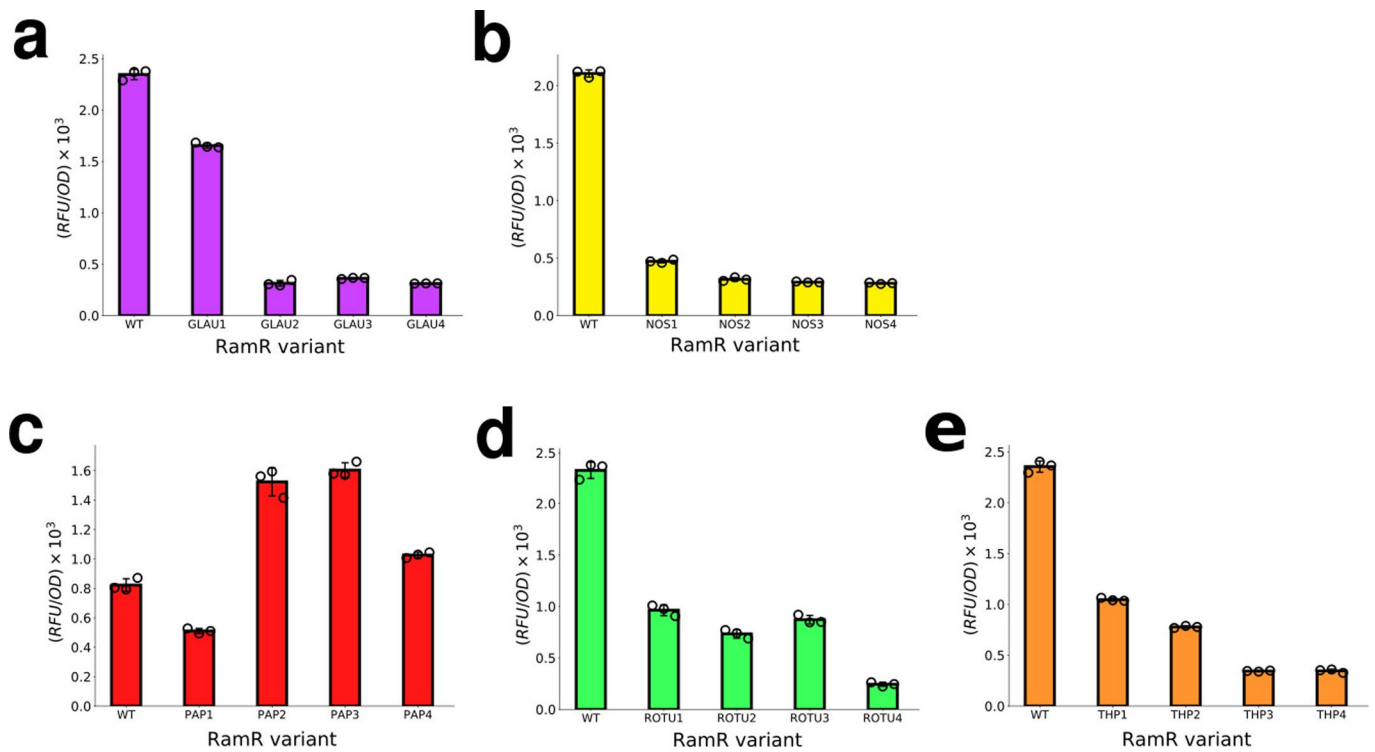 a
2.5
2.0
1.5
1.0
0.5
0.0
(RFU/OD) × 10³
WT GLAU1 GLAU2 GLAU3 GLAU4
RamR variant
b
2.0
1.5
1.0
0.5
0.0
(RFU/OD) × 10³
WT NOS1 NOS2 NOS3 NOS4
RamR variant
c
1.6
1.4
1.2
1.0
0.8
0.6
0.4
0.2
0.0
(RFU/OD) × 10³
WT PAP1 PAP2 PAP3 PAP4
RamR variant
d
2.5
2.0
1.5
1.0
0.5
0.0
(RFU/OD) × 10³
WT ROTU1 ROTU2 ROTU3 ROTU4
RamR variant
e
2.5
2.0
1.5
1.0
0.5
0.0
(RFU/OD) × 10³
WT THP1 THP2 THP3 THP4
RamR variant